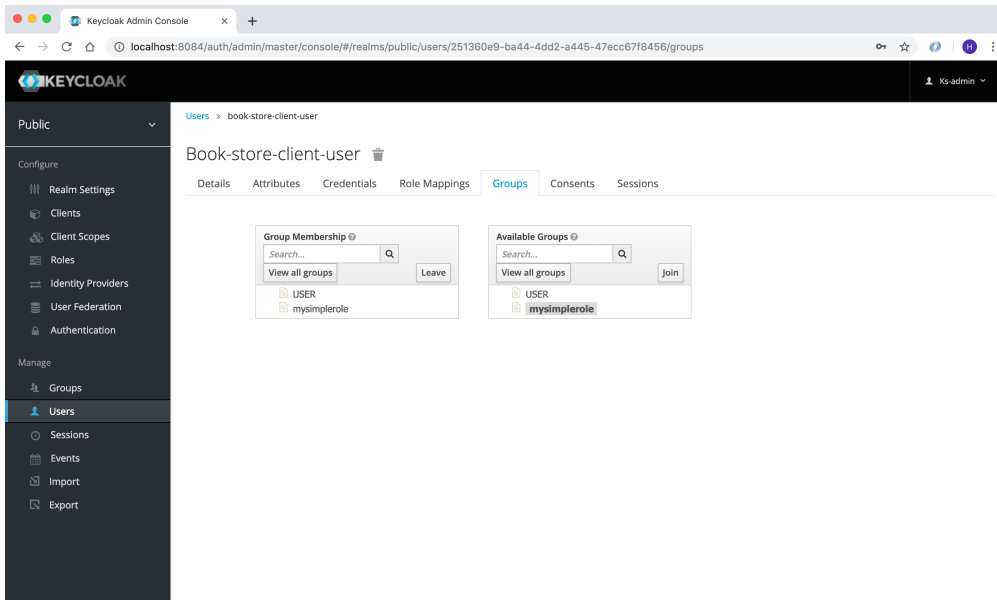 Keycloak Admin Console
localhost:8084/auth/admin/master/console/#/realms/public/users/251360e9-ba44-4dd2-a445-47ecc67f8456/groups
H
KEYCLOAK
Ks-admin
Public
Users » book-store-client-user
Book-store-client-user
Details Attributes Credentials Role Mappings Groups Consents Sessions
Configure
Realm Settings
Clients
Client Scopes
Roles
Identity Providers
User Federation
Authentication
Manage
Groups
Users
Sessions
Events
Import
Export
Group Membership
Search...
View all groups Leave
USER
mysimplerole
Available Groups
Search...
View all groups Join
USER
mysimplerole